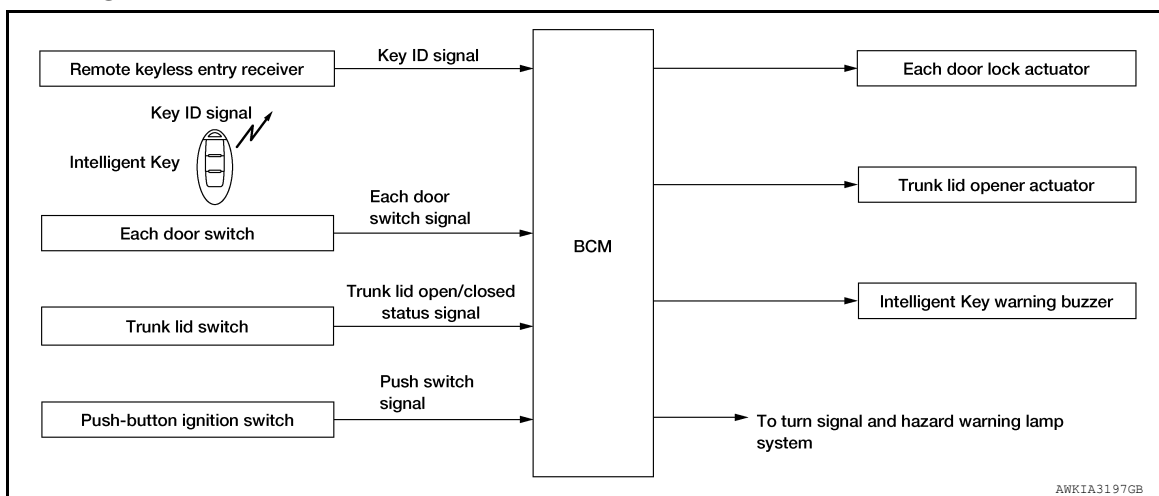 Remote keyless entry receiver
Key ID signal
Each door lock actuator
Key ID signal
Intelligent Key
Trunk lid opener actuator
Each door
switch signal
Each door switch
BCM
Trunk lid open/closed
status signal
Intelligent Key warning buzzer
Trunk lid switch
Push switch
signal
Push-button ignition switch
To turn signal and hazard warning lamp
system
AWKIA3197GB